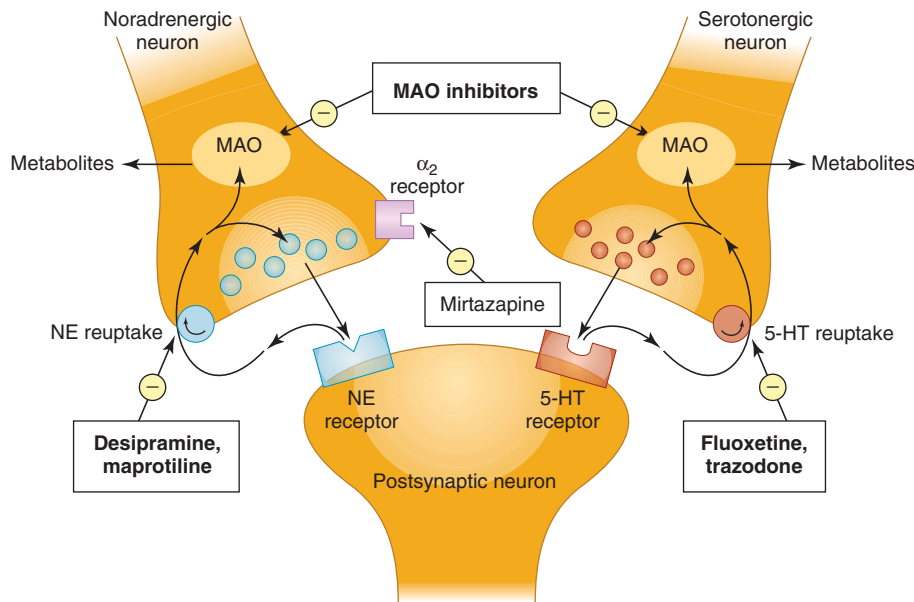 Noradrenergic
neuron
Serotonergic
neuron
−
MAO inhibitors
−
MAO
MAO
Metabolites
Metabolites
α2
receptor
−
Mirtazapine
NE reuptake
5-HT reuptake
−
−
NE
receptor
5-HT
receptor
Desipramine,
maprotiline
Fluoxetine,
trazodone
Postsynaptic neuron